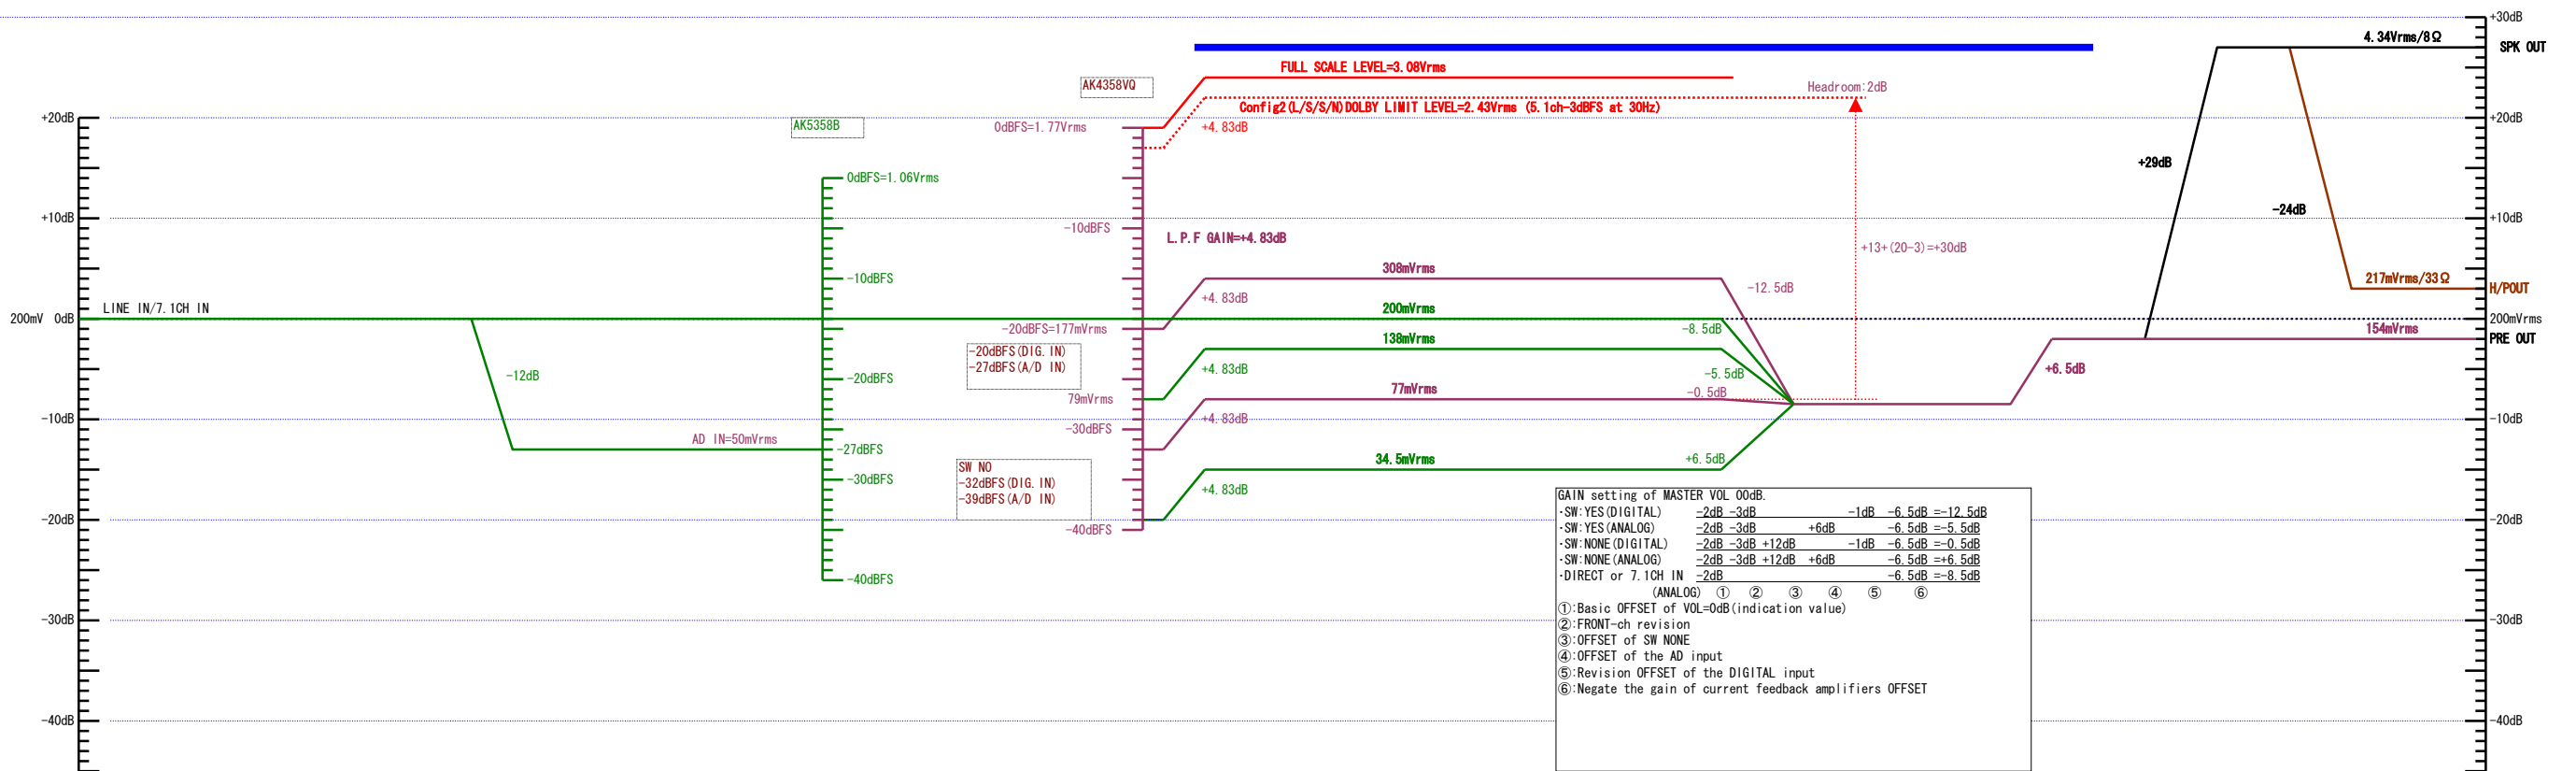 +30dB
4.34Vrms/8Ω
SPK OUT
FULL SCALE LEVEL=3.08Vrms
AK4358VQ
Headroom:2dB
Config2(L/S/S/N)DOLBY LIMIT LEVEL=2.43Vrms (5.1ch-3dBFS at 30Hz)
+20dB
AK5358B
0dBFS=1.77Vrms
+4.83dB
+20dB
+29dB
0dBFS=1.06Vrms
+10dB
-10dBFS
L.P.F GAIN=+4.83dB
-24dB
+10dB
+13+(20-3)=+30dB
-10dBFS
308mVrms
-12.5dB
217mVrms/33Ω
H/POUT
+4.83dB
LINE IN/7.1CH IN
200mV 0dB
200mVrms
200mVrms
-20dBFS=177mVrms
-8.5dB
154mVrms
138mVrms
PRE OUT
-20dBFS(DIG.IN)
-27dBFS(A/D IN)
+4.83dB
+6.5dB
-12dB
-20dBFS
-5.5dB
79mVrms
77mVrms
-0.5dB
-10dB
+4.83dB
-10dB
-30dBFS
AD IN=50mVrms
-27dBFS
34.5mVrms
+6.5dB
SW NO
-32dBFS(DIG.IN)
-39dBFS(A/D IN)
-30dBFS
+4.83dB
-20dB
-40dBFS
-20dB
-40dBFS
GAIN setting of MASTER VOL 00dB.
·SW:YES(DIGITAL) -2dB -3dB -1dB -6.5dB =-12.5dB
·SW:YES(ANALOG) -2dB -3dB +6dB -6.5dB =-5.5dB
·SW:NONE(DIGITAL) -2dB -3dB +12dB -1dB -6.5dB =-0.5dB
·SW:NONE(ANALOG) -2dB -3dB +12dB +6dB -6.5dB =+6.5dB
·DIRECT or 7.1CH IN -2dB -6.5dB =-8.5dB
(ANALOG) ① ② ③ ④ ⑤ ⑥
①:Basic OFFSET of VOL=0dB(indication value)
②:FRONT-ch revision
③:OFFSET of SW NONE
④:OFFSET of the AD input
⑤:Revision OFFSET of the DIGITAL input
⑥:Negate the gain of current feedback amplifiers OFFSET
-30dB
-30dB
-40dB
-40dB